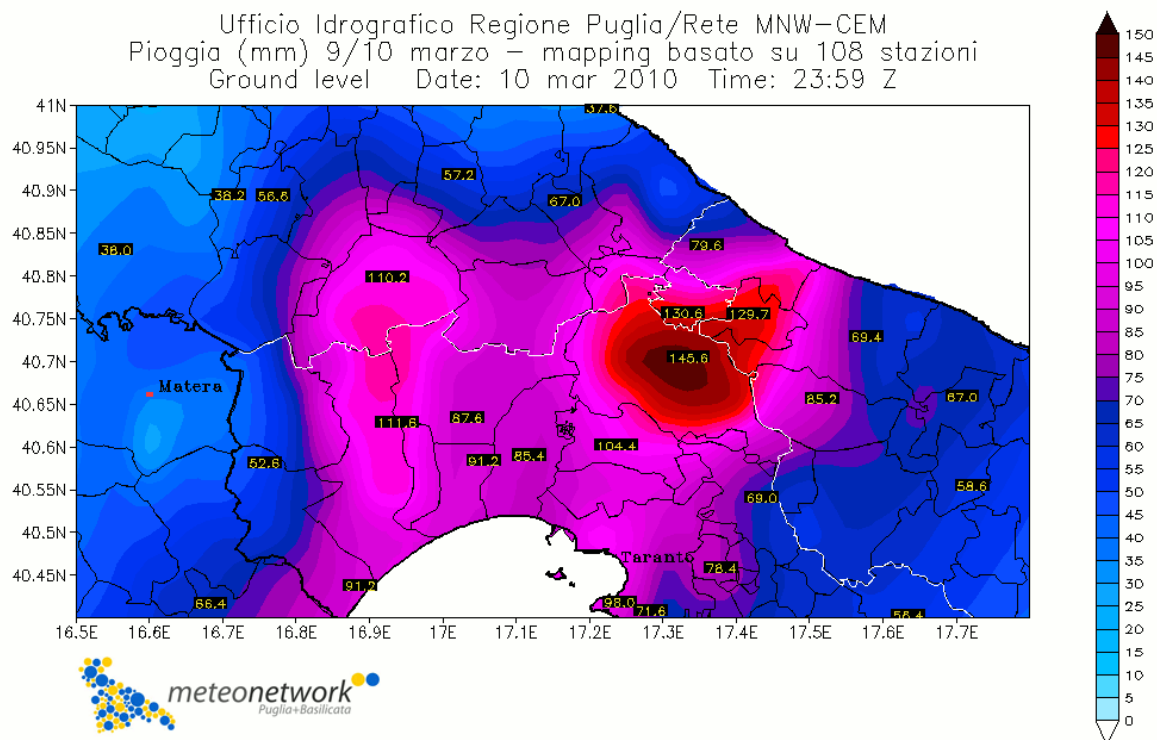 Ufficio Idrografico Regione Puglia/Rete MNW-CEM
Pioggia (mm) 9/10 marzo - mapping basato su 108 stazioni
Ground level Date: 10 mar 2010 Time: 23:59 Z
41N
40.95N
40.9N
40.85N
40.8N
40.75N
40.7N
40.65N
40.6N
40.55N
40.5N
40.45N
37.6
57.2
38.2
56.6
67.0
38.0
79.6
110.2
130.6
129.7
69.4
145.6
Matera
85.2
67.0
111.6
87.6
104.4
91.2
85.4
52.6
58.6
69.0
Taranto
78.4
91.2
66.4
98.0
71.6
56.4
16.5E 16.6E 16.7E 16.8E 16.9E 17E 17.1E 17.2E 17.3E 17.4E 17.5E 17.6E 17.7E
150
145
140
135
130
125
120
115
110
105
100
95
90
85
80
75
70
65
60
55
50
45
40
35
30
25
20
15
10
5
0
meteonetwork
Puglia+Basilicata